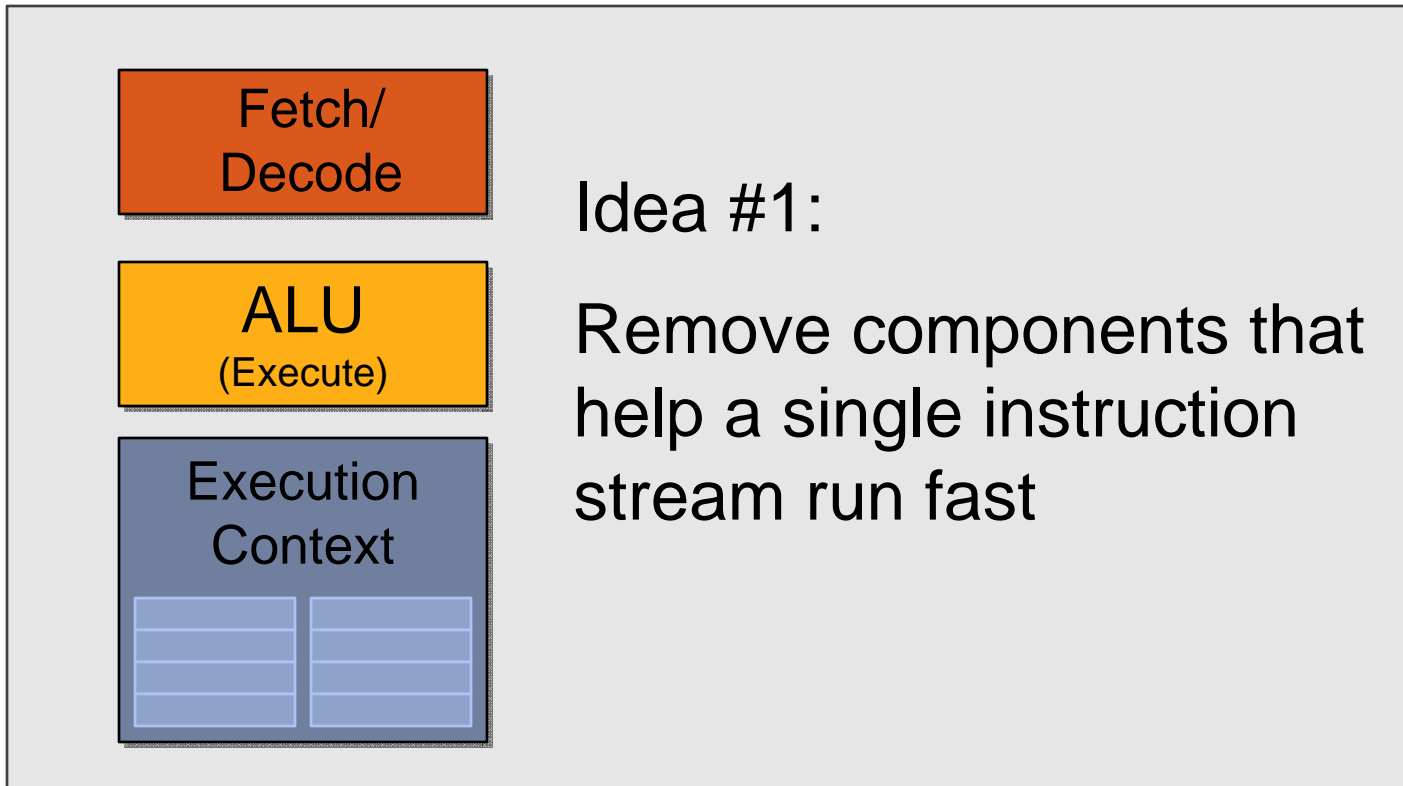 Fetch/
Decode
ALU
(Execute)
Execution
Context
Idea #1:
Remove components that
help a single instruction
stream run fast